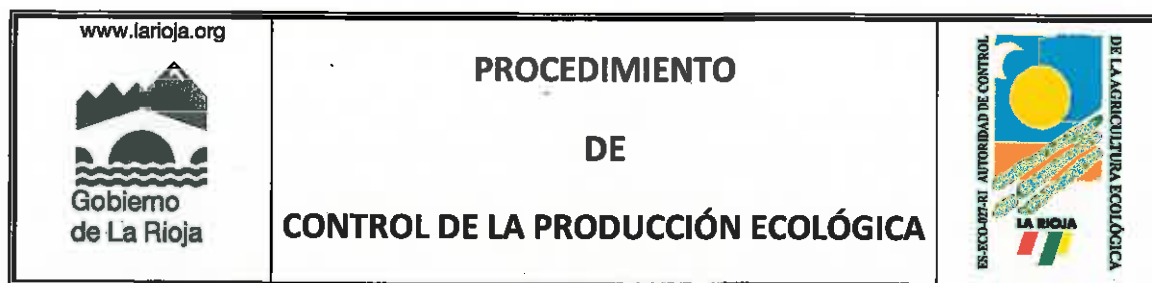 www.larioja.org
Gobierno
de La Rioja
PROCEDIMIENTO
DE
CONTROL DE LA PRODUCCIÓN ECOLÓGICA
ES-ECO-027-RI AUTORIDAD DE CONTROL
DE LA AGRICULTURA ECOLÓGICA
LA RIOJA